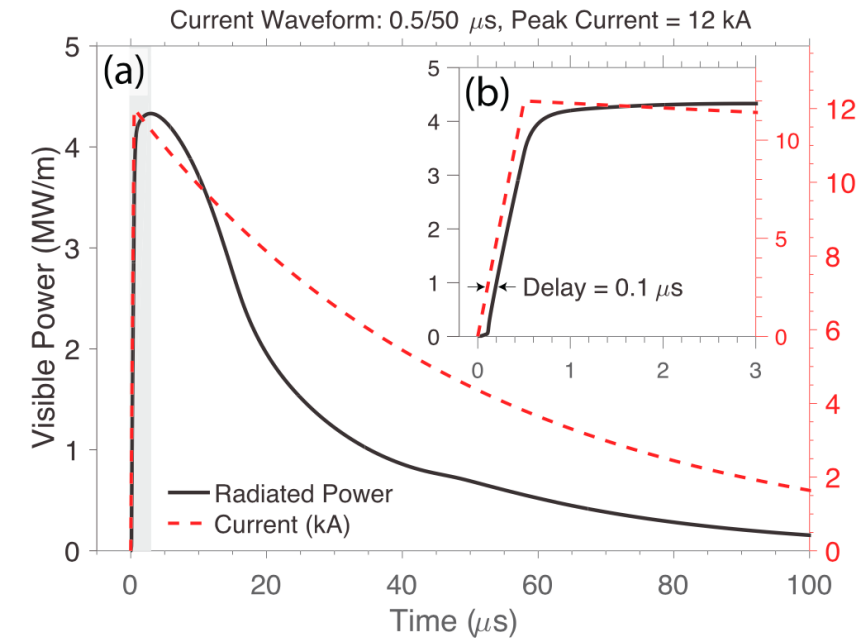 Current Waveform: 0.5/50 μs, Peak Current = 12 kA
(a)
Visible Power (MW/m)
5
4
3
2
1
0
0 20 40 60 80 100
Time (μs)
12
10
8
6
4
2
0
Radiated Power
Current (kA)
(b)
5
4
3
2
1
0
0 1 2 3
10
5
0
Delay = 0.1 μs